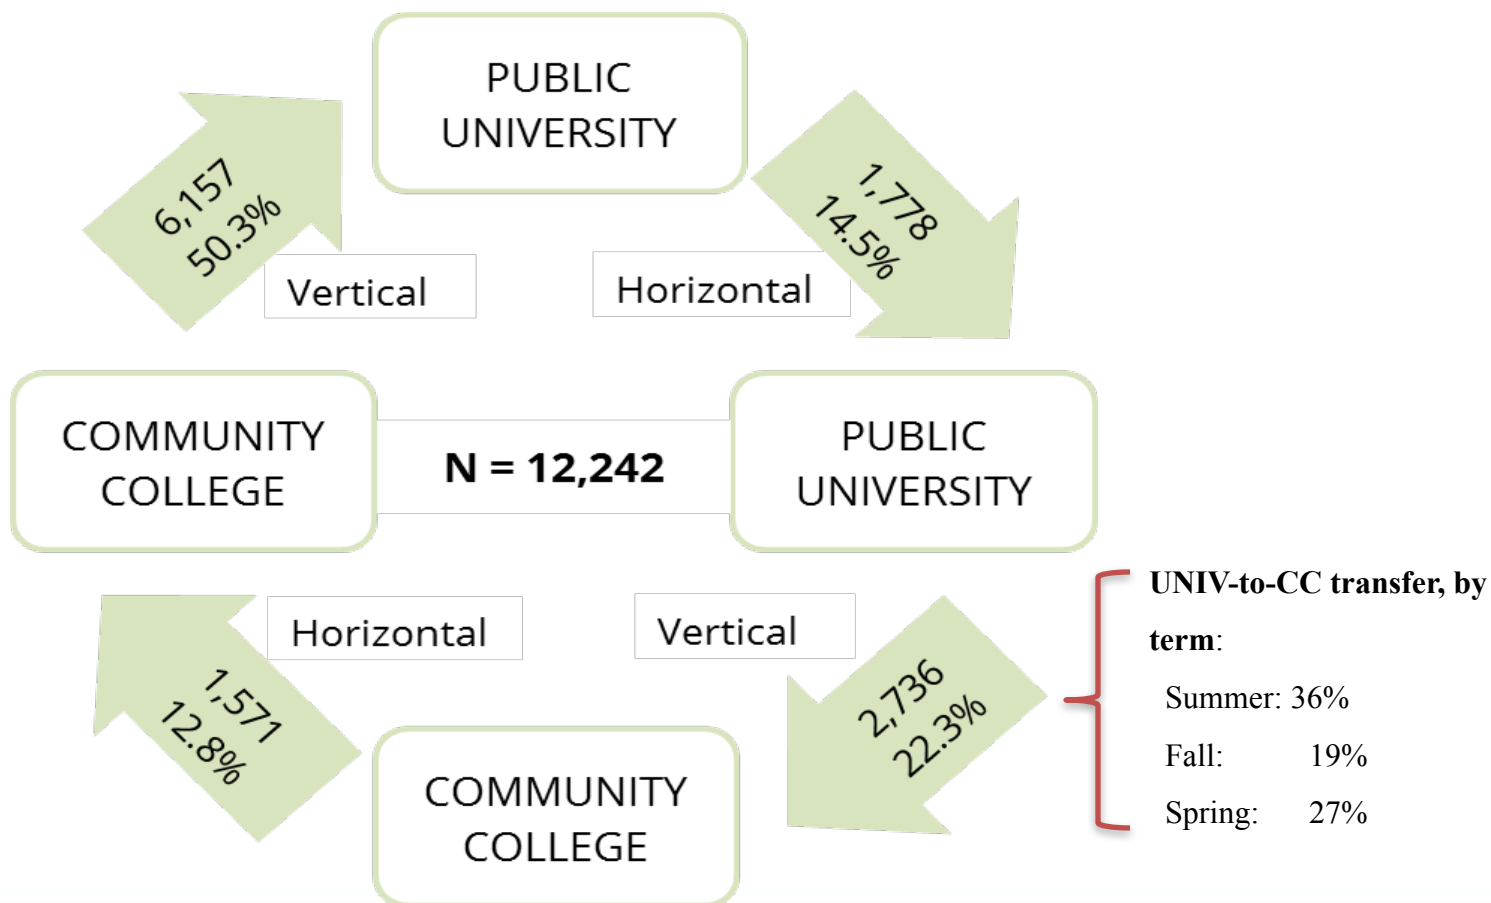 PUBLIC
UNIVERSITY
6,157
50.3%
1,778
14.5%
Vertical
Horizontal
COMMUNITY
COLLEGE
N = 12,242
PUBLIC
UNIVERSITY
Horizontal
Vertical
1,571
12.8%
2,736
22.3%
COMMUNITY
COLLEGE
UNIV-to-CC transfer, by
term:
Summer: 36%
Fall: 19%
Spring: 27%